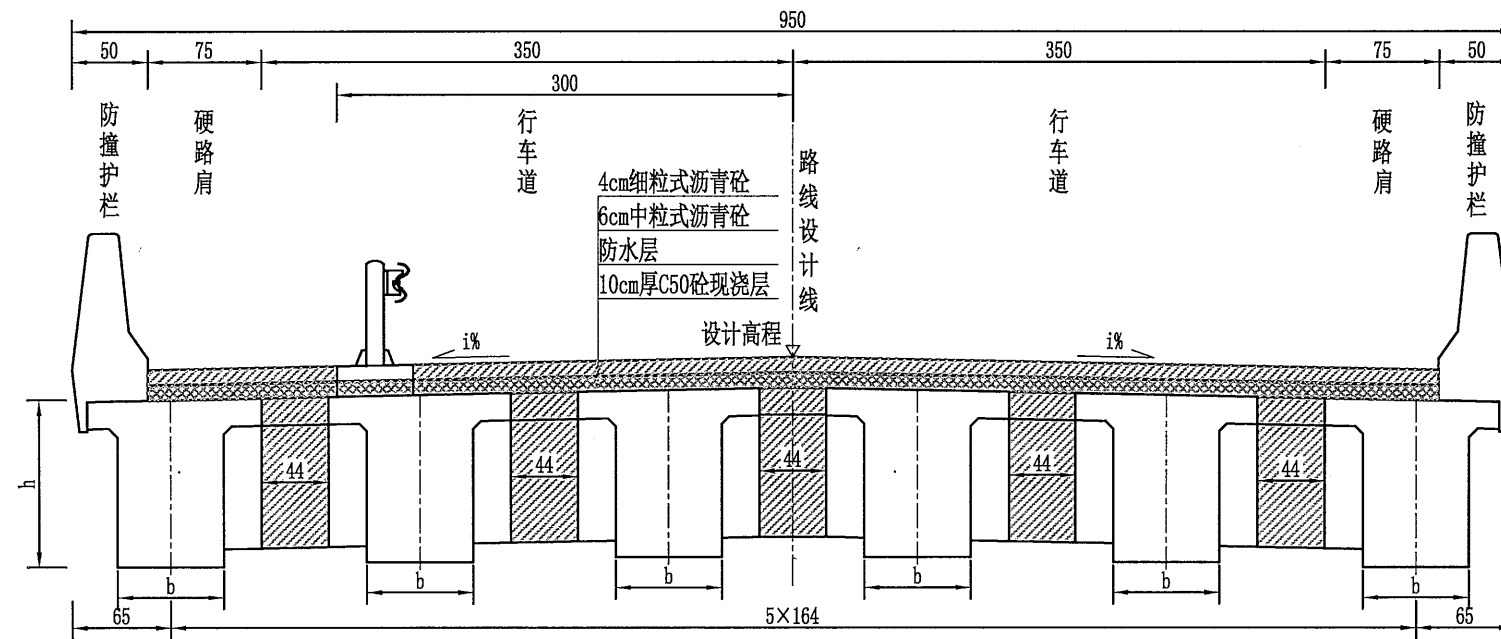 950
50
75
350
350
75
50
300
防撞护栏
硬路肩
行车道
路线设计线
行车道
硬路肩
防撞护栏
4cm细粒式沥青砼
6cm中粒式沥青砼
防水层
10cm厚C50砼现浇层
设计高程
i%
i%
h
44
44
44
44
44
b
b
b
b
b
b
65
5×164
65